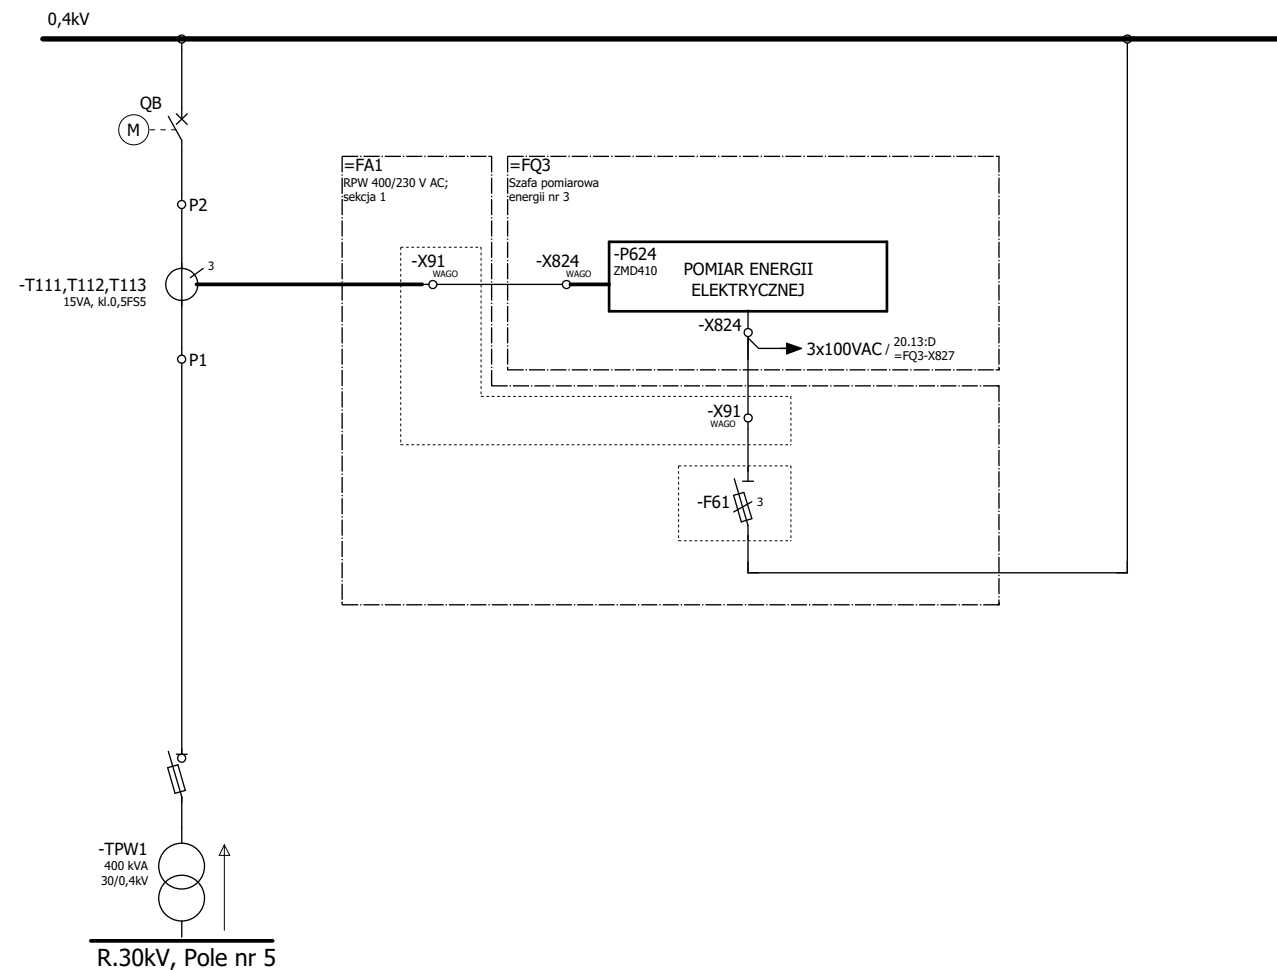 0,4kV
QB
M
P2
-T111,T112,T113
15VA, kl.0,5FS5
3
P1
=FA1
RPW 400/230 V AC;
sekcja 1
=FQ3
Szafa pomiarowa
energii nr 3
-X91
WAGO
-X824
WAGO
-P624
ZMD410
POMIAR ENERGII
ELEKTRYCZNEJ
-X824
3x100VAC / 20.13:D
=FQ3-X827
-X91
WAGO
-F61
3
-TPW1
400 kVA
30/0,4kV
R.30kV, Pole nr 5